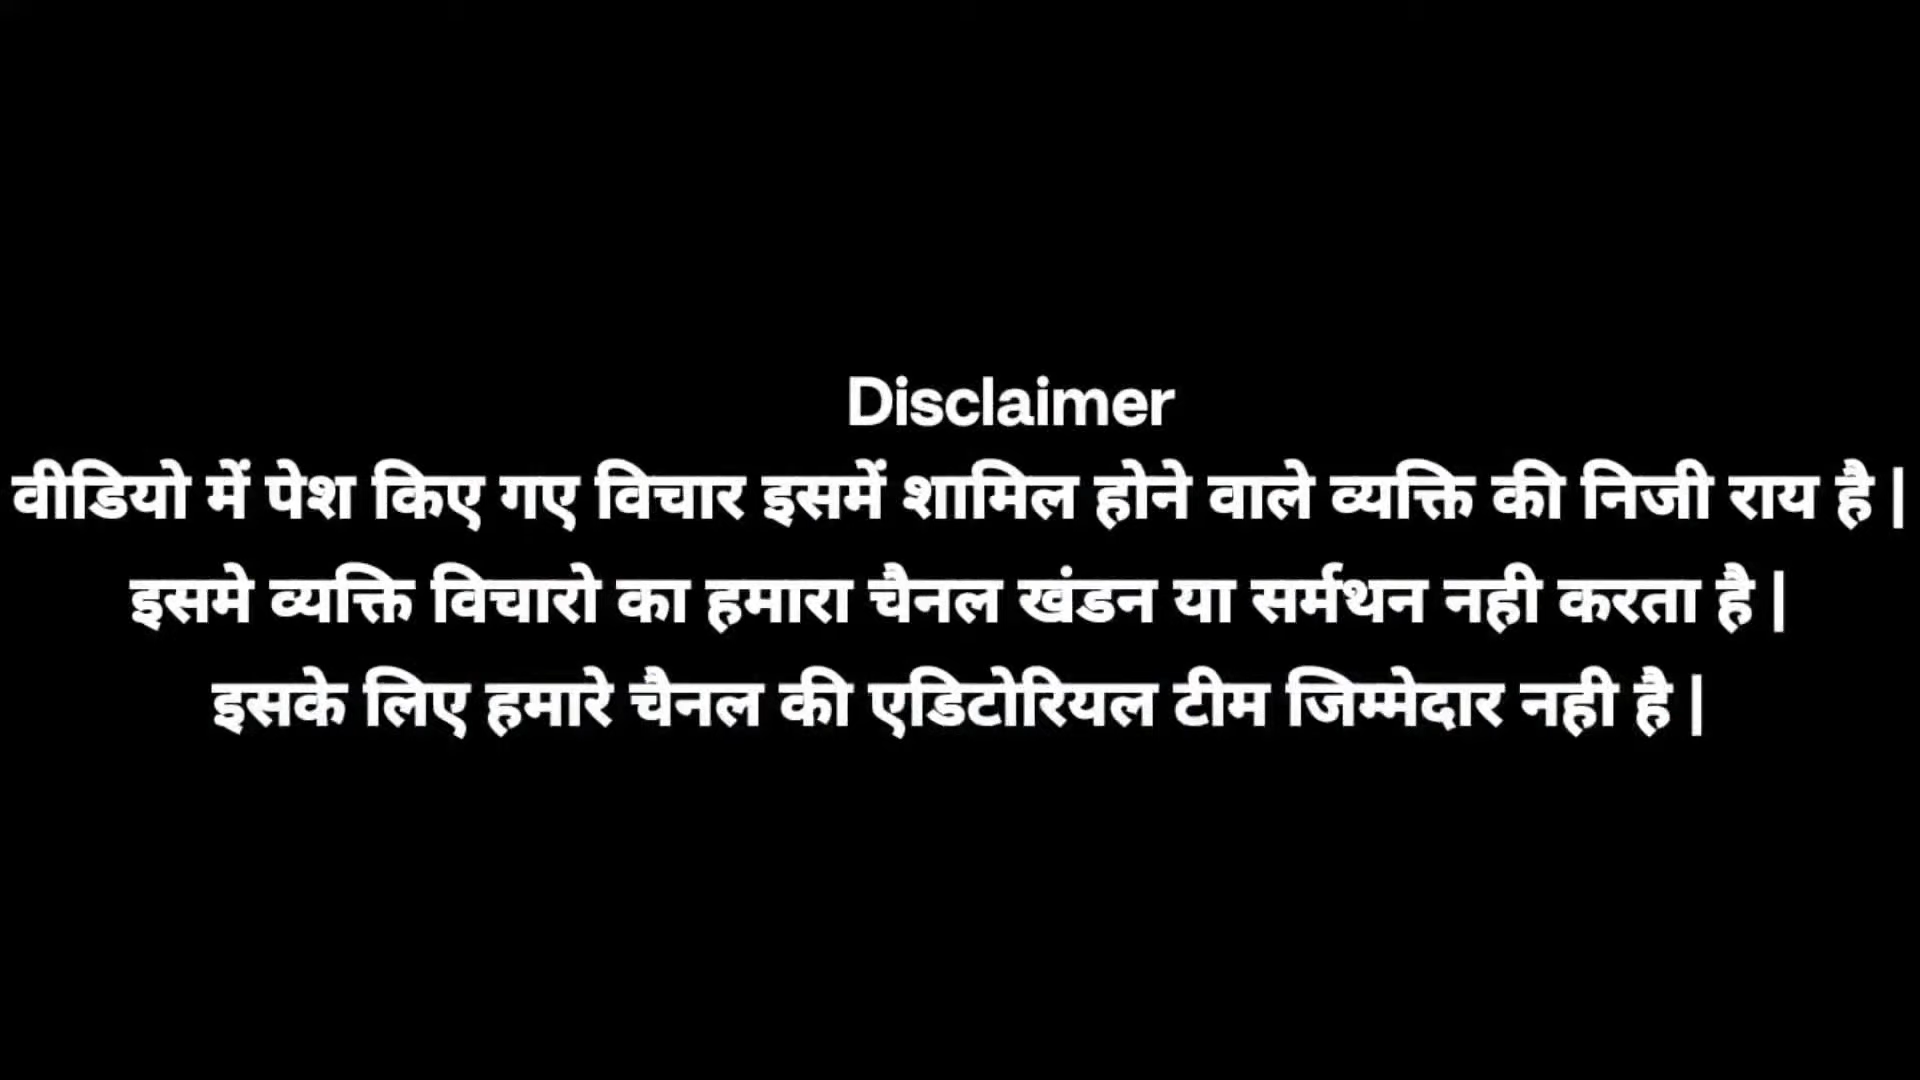 Disclaimer
वीडियो में पेश किए गए विचार इसमें शामिल होने वाले व्यक्ति की निजी राय है |
इसमे व्यक्ति विचारो का हमारा चैनल खंडन या सर्मथन नही करता है |
इसके लिए हमारे चैनल की एडिटोरियल टीम जिम्मेदार नही है |